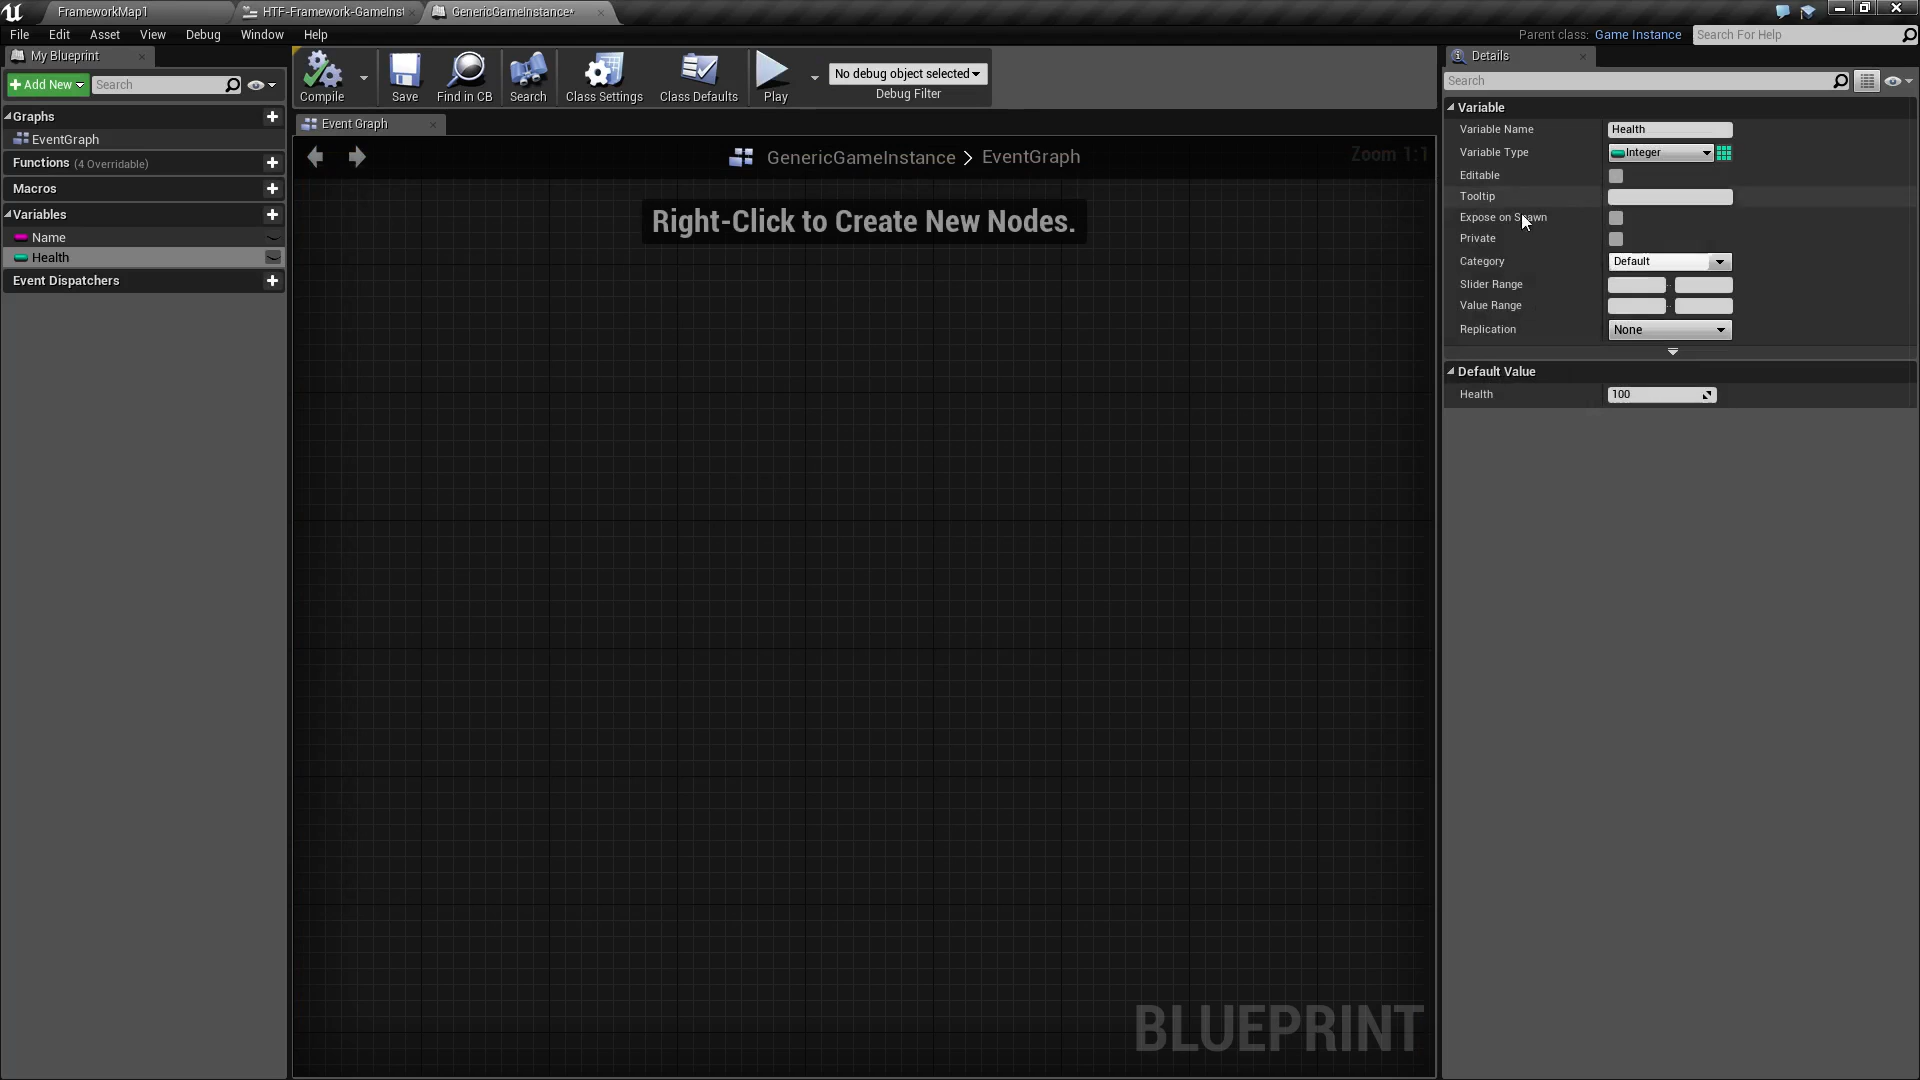 FrameworkMap1
HTF-Framework-GameInst
GenericGameInstance*
File Edit Asset View Debug Window Help
Parent class: Game Instance
Search For Help
My Blueprint
Add New
Search
Graphs
EventGraph
Functions (4 Overridable)
Macros
Variables
Name
Health
Event Dispatchers
Compile
Save
Find in CB
Search
Class Settings
Class Defaults
Play
No debug object selected
Debug Filter
Event Graph
GenericGameInstance > EventGraph
Zoom 1:1
Right-Click to Create New Nodes.
BLUEPRINT
Details
Search
Variable
Variable Name Health
Variable Type Integer
Editable
Tooltip
Expose on Spawn
Private
Category Default
Slider Range
Value Range
Replication None
Default Value
Health 100